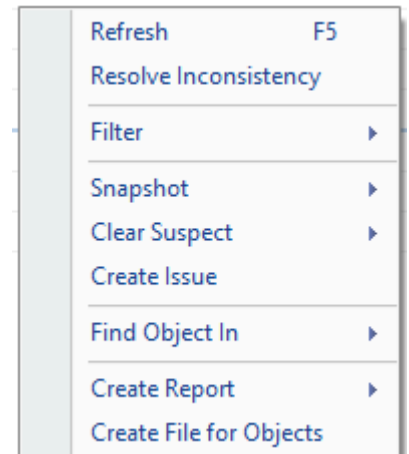 Refresh F5
Resolve Inconsistency
Filter
Snapshot
Clear Suspect
Create Issue
Find Object In
Create Report
Create File for Objects